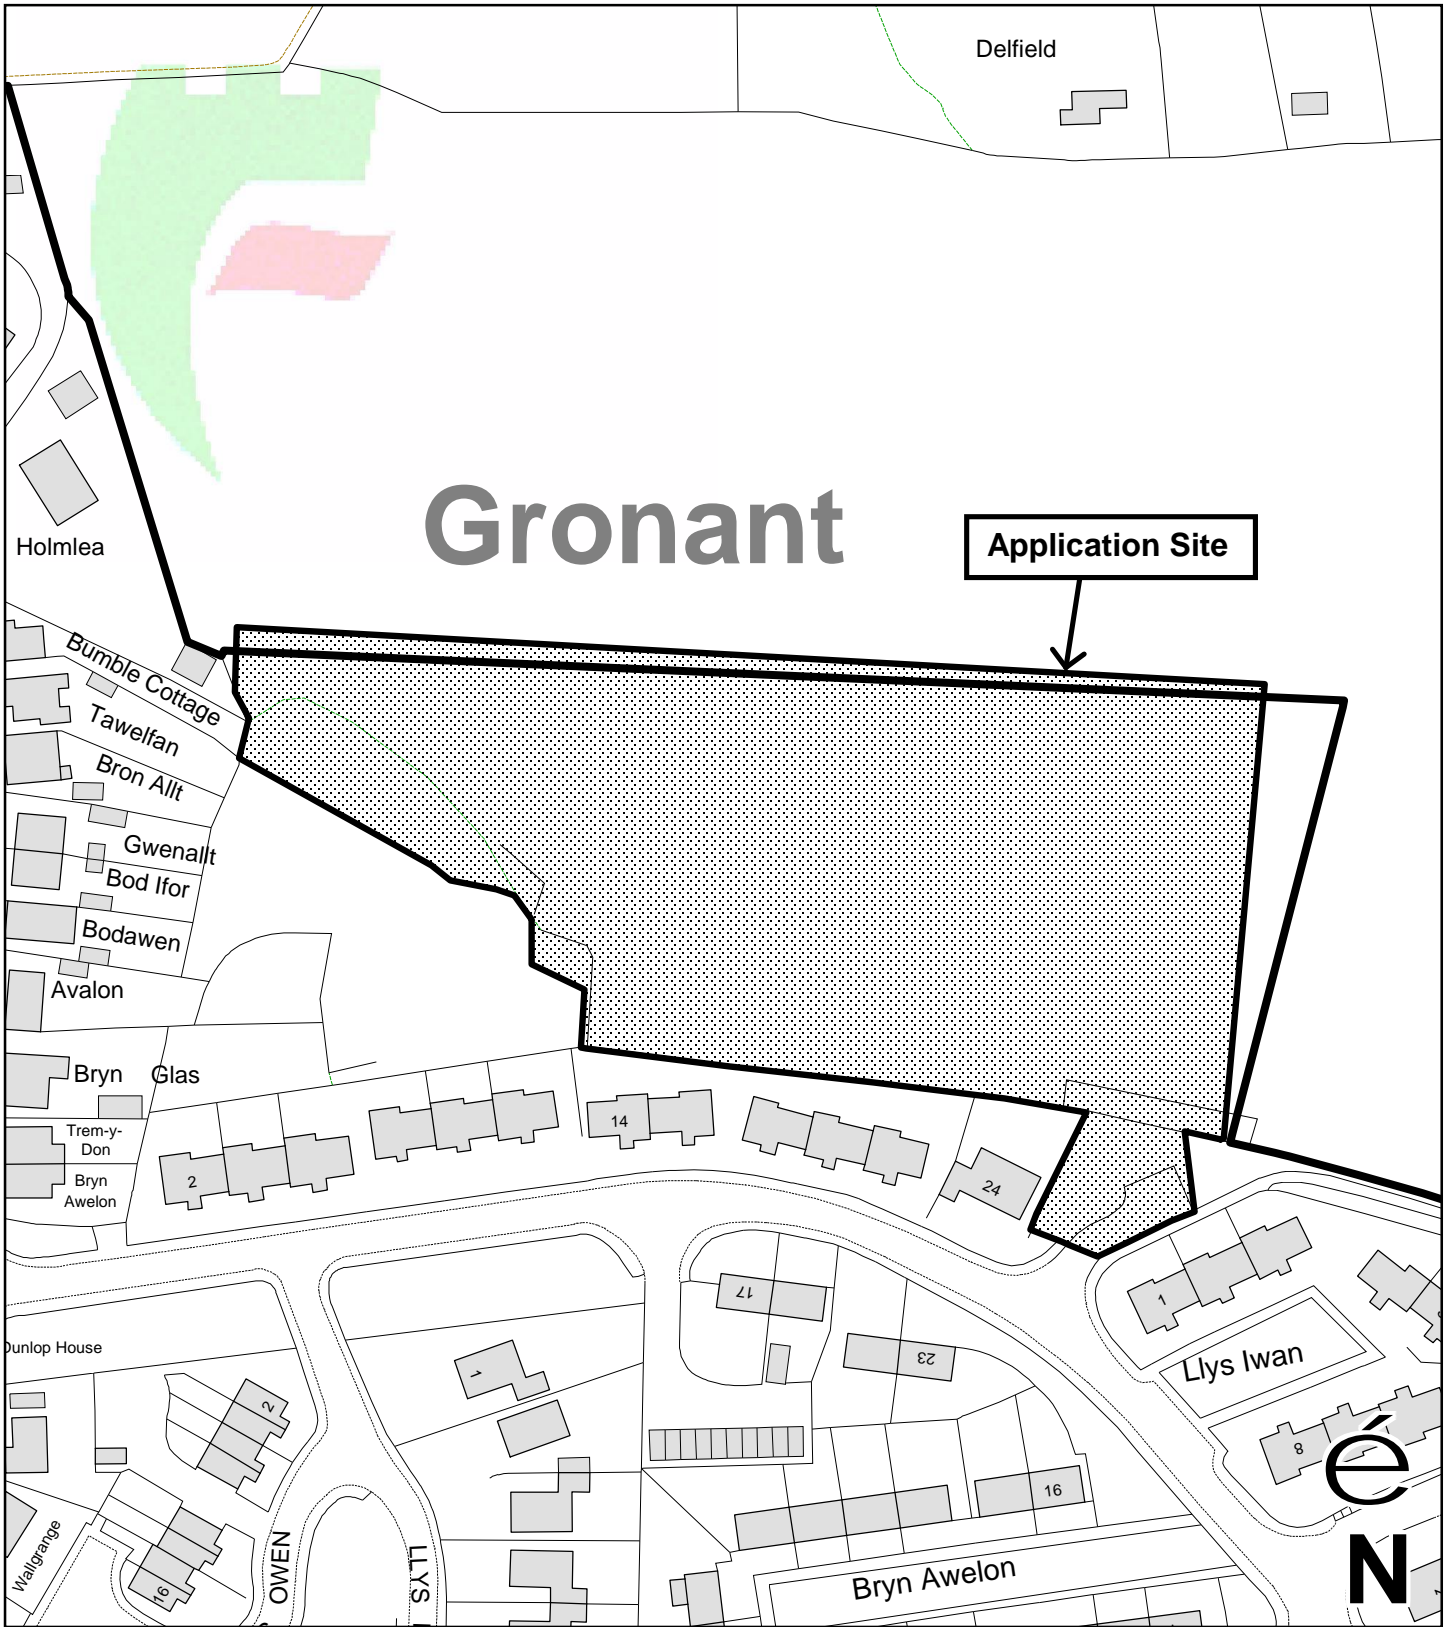 Delfield
Gronant
Application Site
Holmlea
Bumble Cottage
Tawelfan
Bron Allt
Gwenallt
Bod Ifor
Bodawen
Avalon
Bryn Glas
Trem-y-
Don
Bryn
Awelon
2
14
24
17
23
1
1
Llys Iwan
8
Dunlop House
2
16
Wallgrange
16
OWEN
LLYS
Bryn Awelon
é
N